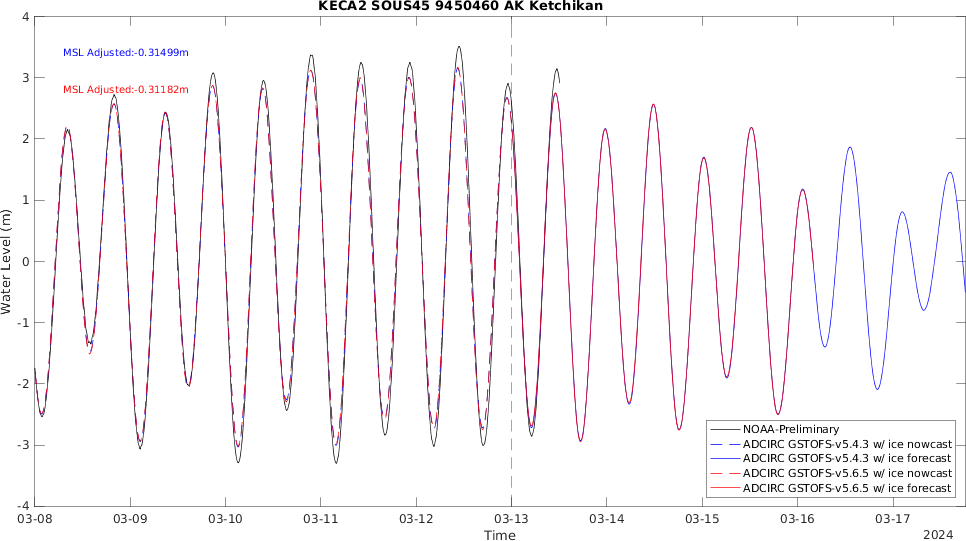 KECA2 SOUS45 9450460 AK Ketchikan
4
3
2
1
0
-1
-2
-3
-4
Water Level (m)
MSL Adjusted:-0.31499m
MSL Adjusted:-0.31182m
NOAA-Preliminary
ADCIRC GSTOFS-v5.4.3 w/ ice nowcast
ADCIRC GSTOFS-v5.4.3 w/ ice forecast
ADCIRC GSTOFS-v5.6.5 w/ ice nowcast
ADCIRC GSTOFS-v5.6.5 w/ ice forecast
03-08 03-09 03-10 03-11 03-12 03-13 03-14 03-15 03-16 03-17
Time
2024